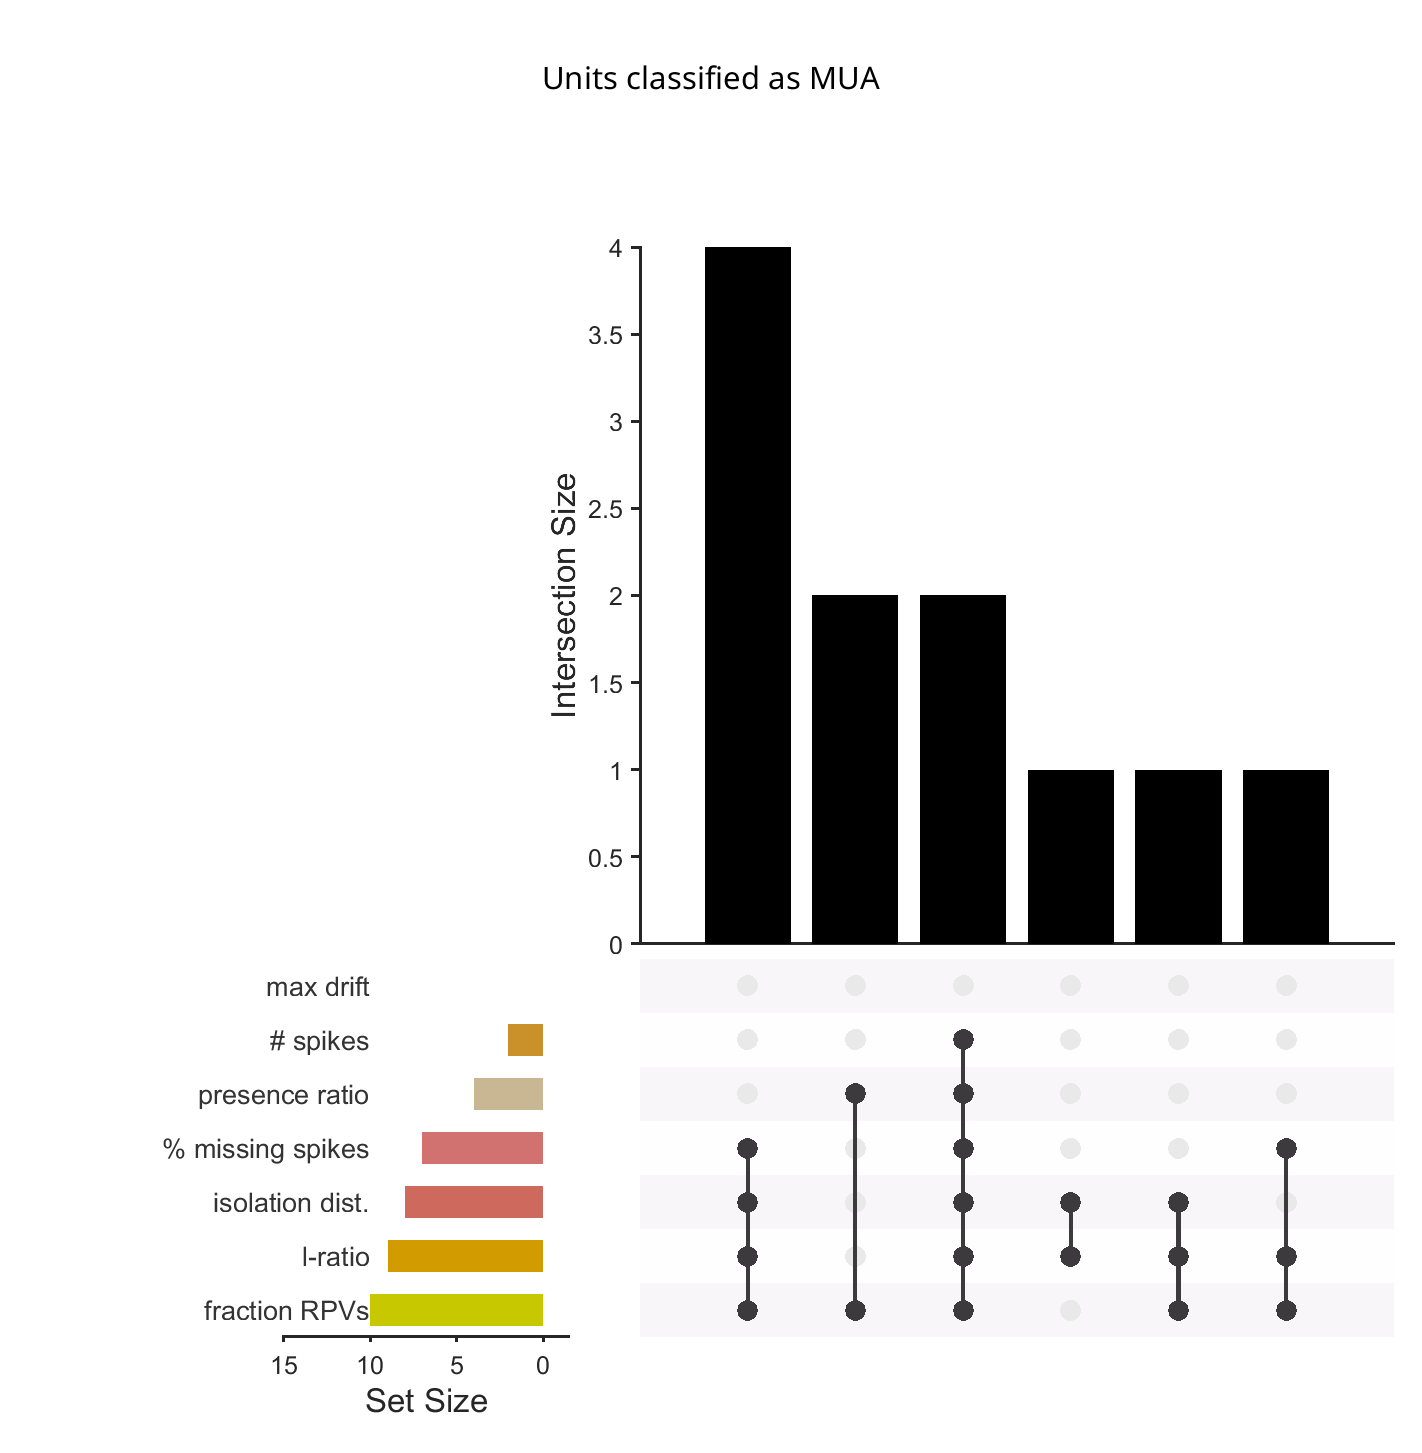 Units classified as MUA
4
3.5
3
2.5
2
1.5
1
0.5
0
Intersection Size
max drift
# spikes
presence ratio
% missing spikes
isolation dist.
l-ratio
fraction RPVs
15 10 5 0
Set Size